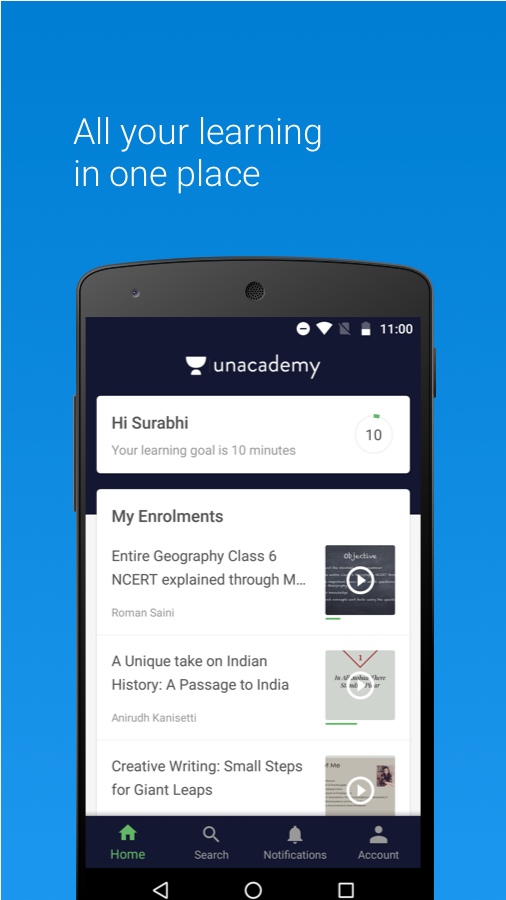 All your learning
in one place
11:00
unacademy
Hi Surabhi
Your learning goal is 10 minutes
10
My Enrolments
Entire Geography Class 6
NCERT explained through M...
Roman Saini
Objective
A Unique take on Indian
History: A Passage to India
Anirudh Kanisetti
1
Creative Writing: Small Steps
for Giant Leaps
Me
Home
Search
Notifications
Account